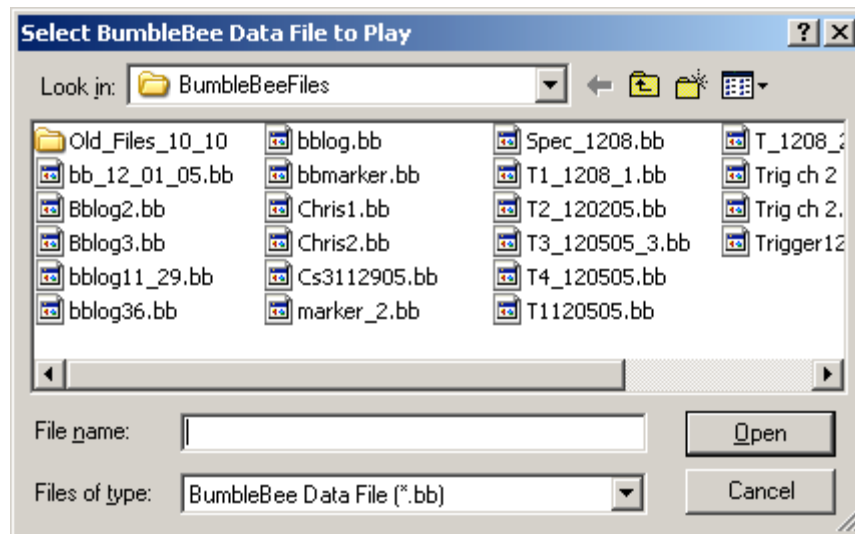 Select BumbleBee Data File to Play
Look in: BumbleBeeFiles
Old_Files_10_10 bblog.bb Spec_1208.bb T_1208_2
bb_12_01_05.bb bbmarker.bb T1_1208_1.bb Trig ch 2
Bblog2.bb Chris1.bb T2_120205.bb Trig ch 2.
Bblog3.bb Chris2.bb T3_120505_3.bb Trigger12
bblog11_29.bb Cs3112905.bb T4_120505.bb
bblog36.bb marker_2.bb T1120505.bb
File name: Open
Files of type: BumbleBee Data File (*.bb) Cancel